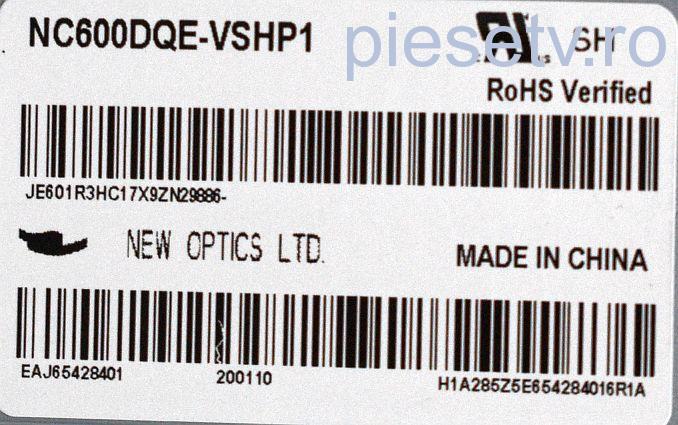 NC600DQE-VSHP1
piesetv.ro
SH
RoHS Verified
JE601R3HC17X9ZN29886-
NEW OPTICS LTD.
MADE IN CHINA
EAJ65428401 200110 H1A285Z5E654284016R1A